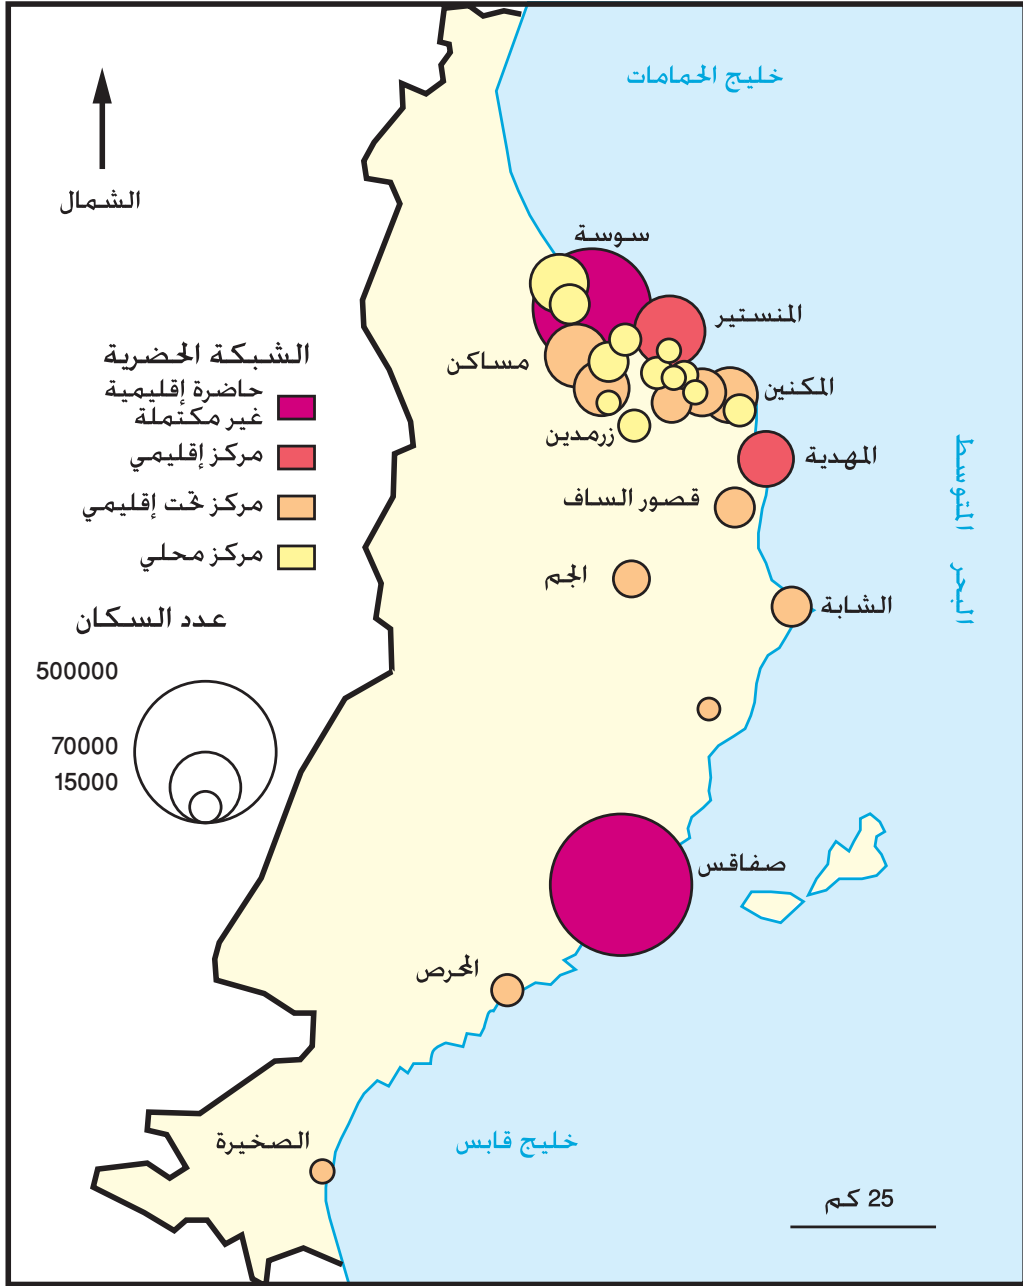 خليج الحمامات
الشمال
سوسة
المنستير
مساكن
المكنين
زرمدين
المهدية
قصور الساف
الجم
الشابة
المتوسط
البحر
صفاقس
المحرص
الصخيرة
خليج قابس
25 كم
الشبكة الحضرية
حاضرة إقليمية
غير مكتملة
مركز إقليمي
مركز تحت إقليمي
مركز محلي
عدد السكان
500000
70000
15000